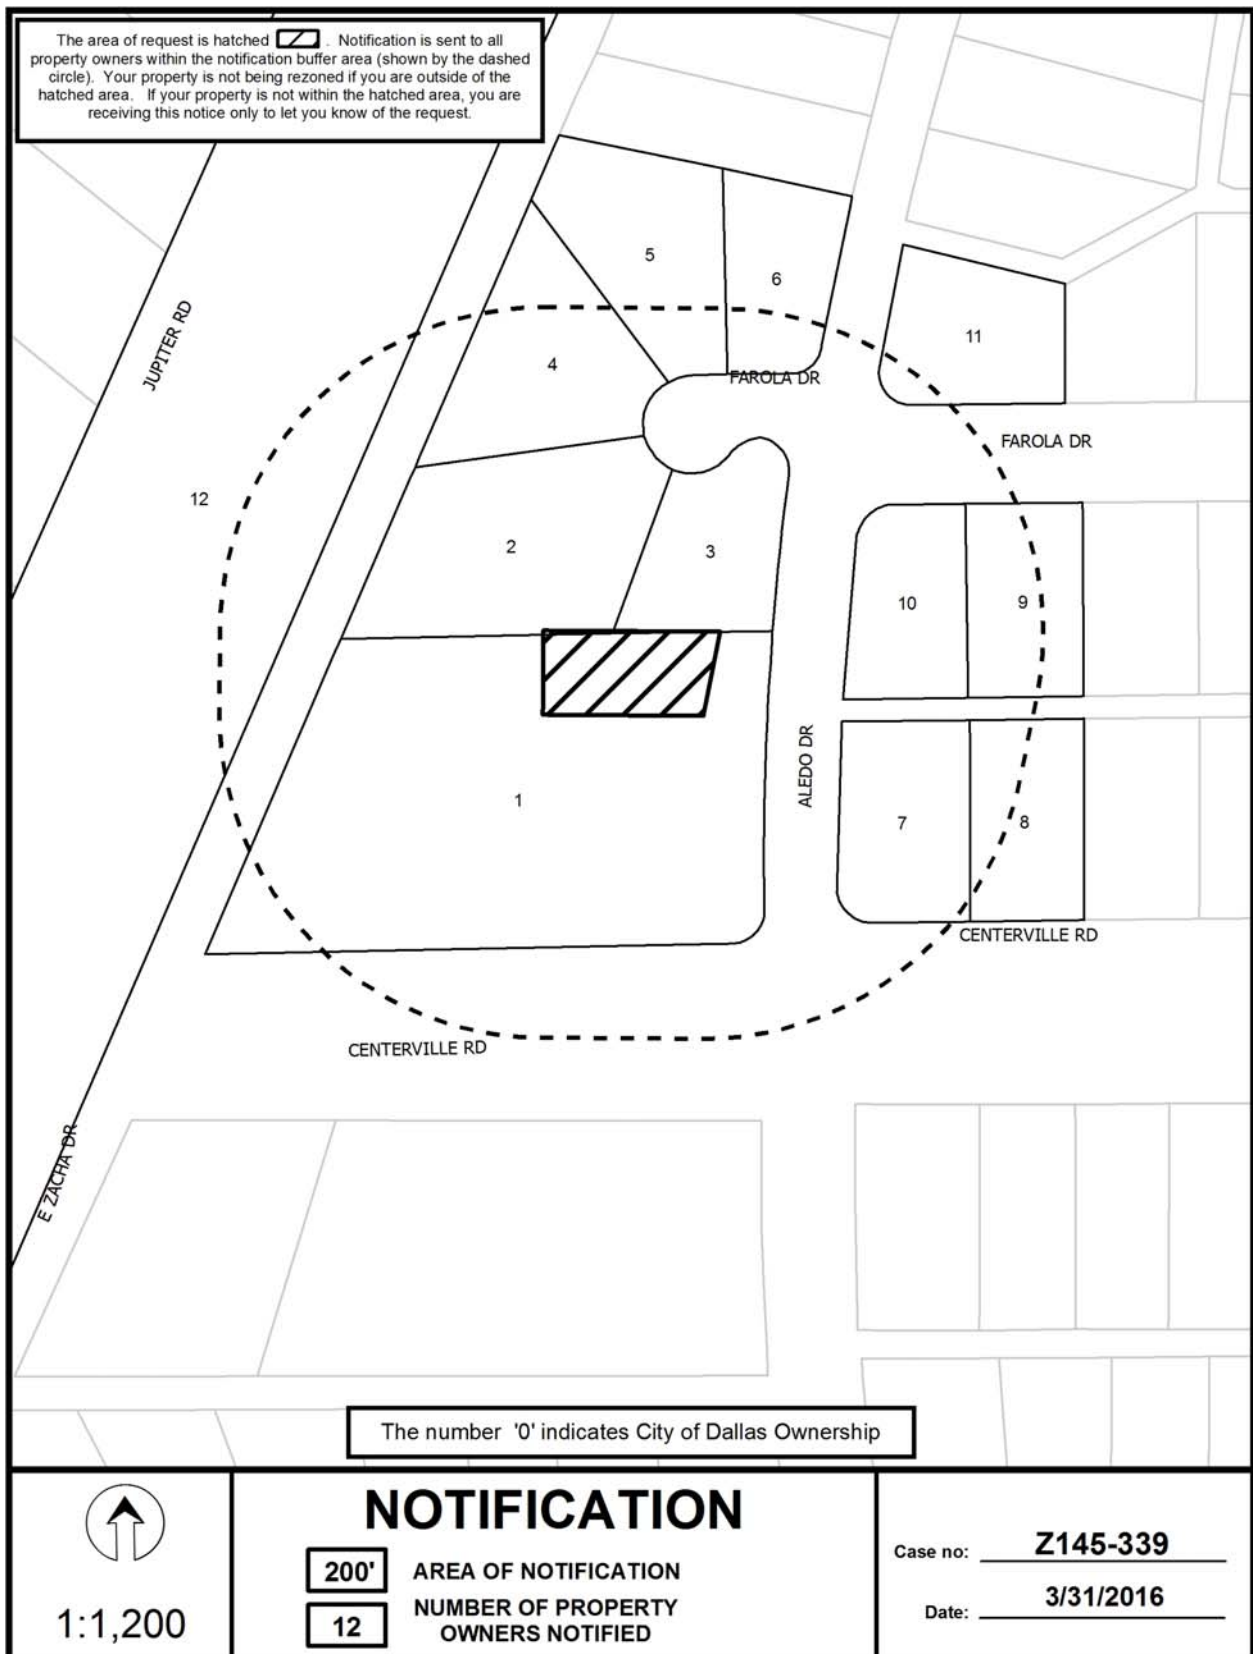 The area of request is hatched . Notification is sent to all
property owners within the notification buffer area (shown by the dashed
circle). Your property is not being rezoned if you are outside of the
hatched area. If your property is not within the hatched area, you are
receiving this notice only to let you know of the request.
5
6
11
JUPITER RD
4
FAROLA DR
FAROLA DR
12
2
3
10
9
ALEDO DR
1
7
8
CENTERVILLE RD
CENTERVILLE RD
E ZACHA DR
The number '0' indicates City of Dallas Ownership
1:1,200
NOTIFICATION
200' AREA OF NOTIFICATION
12 NUMBER OF PROPERTY
OWNERS NOTIFIED
Case no: Z145-339
Date: 3/31/2016